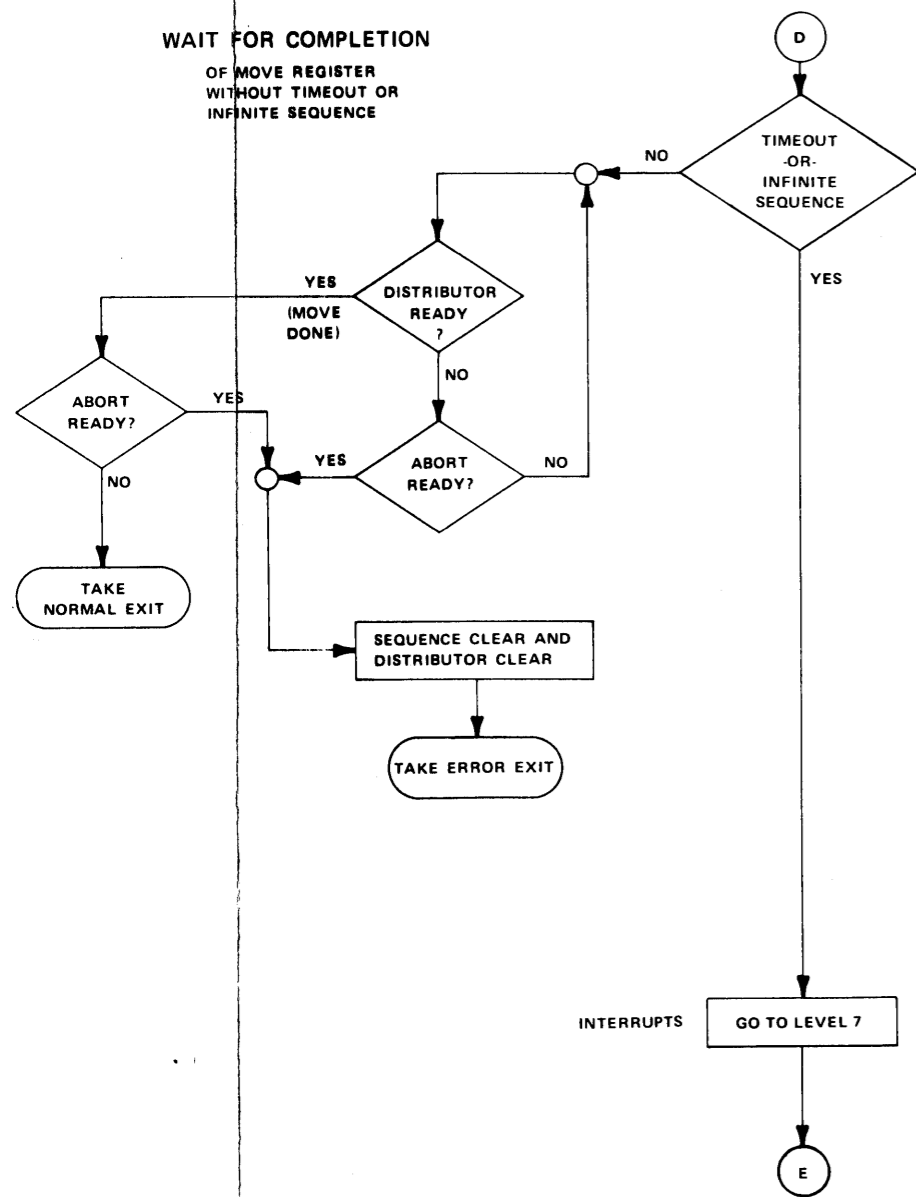 WAIT FOR COMPLETION
OF MOVE REGISTER
WITHOUT TIMEOUT OR
INFINITE SEQUENCE
D
TIMEOUT
-OR-
INFINITE
SEQUENCE
NO
YES
DISTRIBUTOR
READY
?
YES
(MOVE
DONE)
NO
ABORT
READY?
YES
NO
ABORT
READY?
YES
NO
TAKE
NORMAL EXIT
SEQUENCE CLEAR AND
DISTRIBUTOR CLEAR
TAKE ERROR EXIT
INTERRUPTS
GO TO LEVEL 7
E